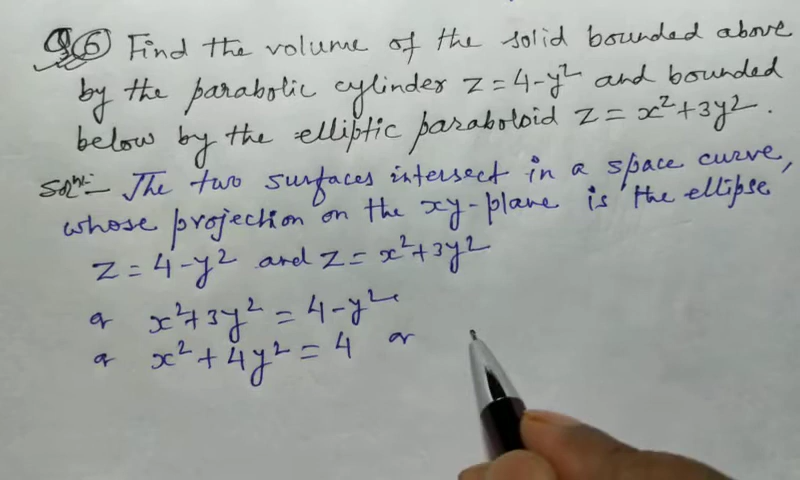 Q 6 Find the volume of the solid bounded above
by the parabolic cylinder z = 4-y² and bounded
below by the elliptic paraboloid z = x²+3y².
Solⁿ:- The two surfaces intersect in a space curve,
whose projection on the xy-plane is the ellipse
z = 4-y² and z = x²+3y²
or x²+3y² = 4-y²
or x²+4y² = 4 or